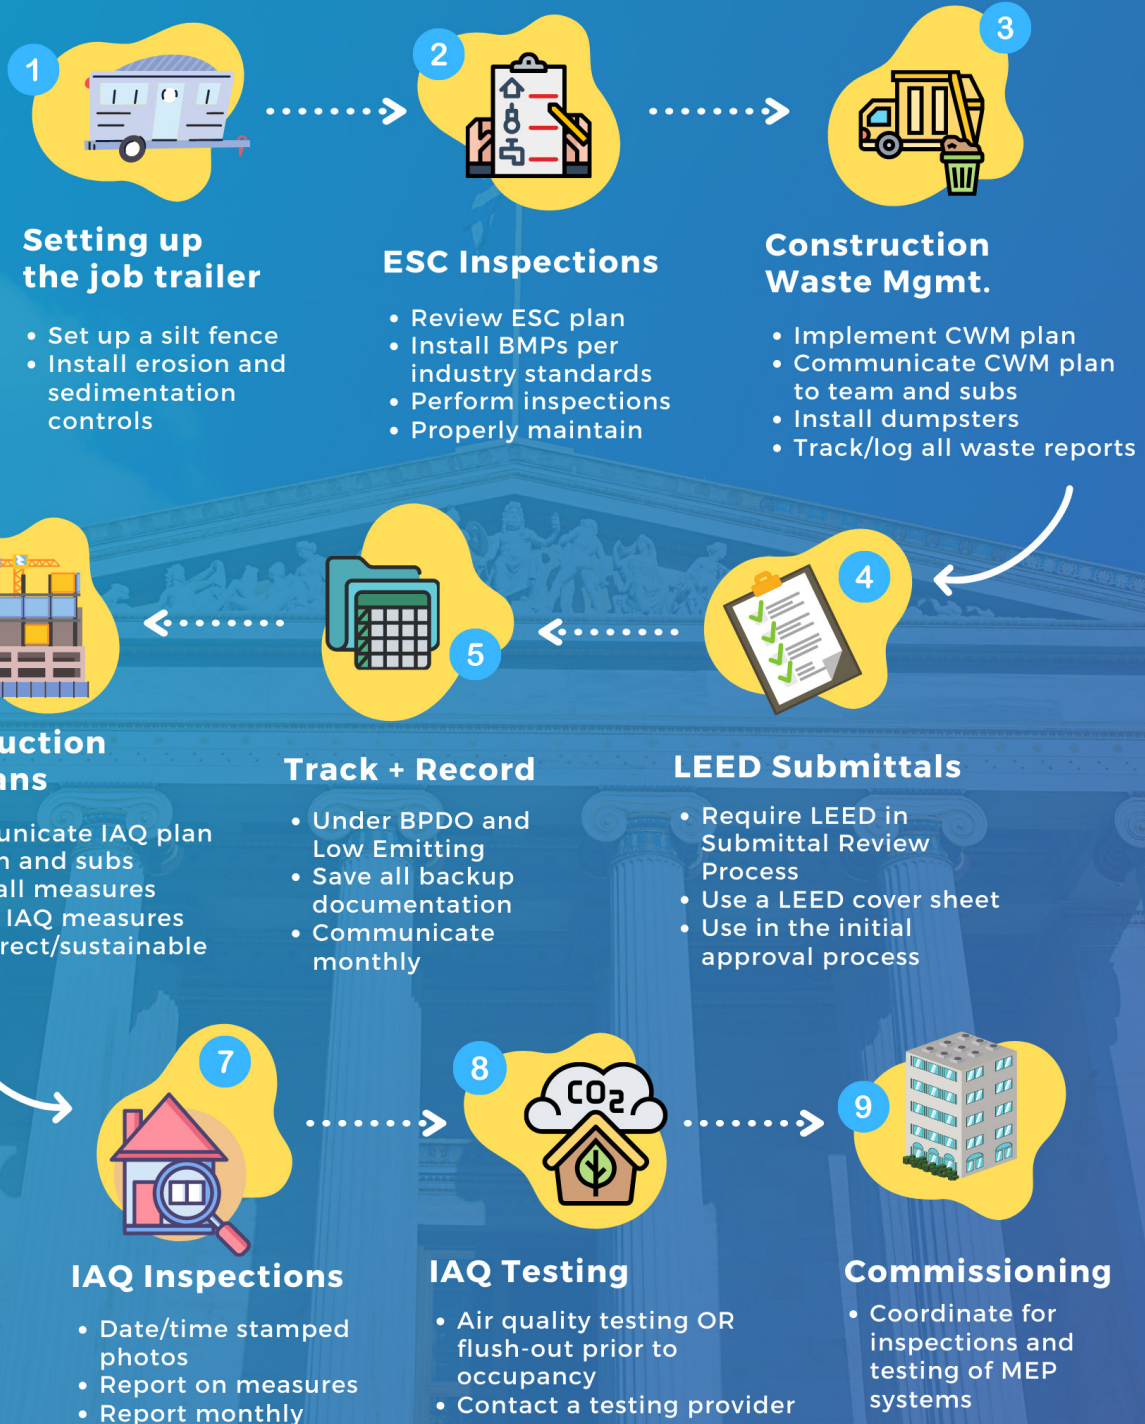 1
2
3
Setting up
the job trailer
• Set up a silt fence
• Install erosion and
sedimentation
controls
ESC Inspections
• Review ESC plan
• Install BMPs per
industry standards
• Perform inspections
• Properly maintain
Construction
Waste Mgmt.
• Implement CWM plan
• Communicate CWM plan
to team and subs
• Install dumpsters
• Track/log all waste reports
4
LEED Submittals
• Require LEED in
Submittal Review
Process
• Use a LEED cover sheet
• Use in the initial
approval process
5
Track + Record
• Under BPDO and
Low Emitting
• Save all backup
documentation
• Communicate
monthly
uction
ans
unicate IAQ plan
and subs
all measures
IAQ measures
rect/sustainable
7
IAQ Inspections
• Date/time stamped
photos
• Report on measures
• Report monthly
8
CO2
IAQ Testing
• Air quality testing OR
flush-out prior to
occupancy
• Contact a testing provider
9
Commissioning
• Coordinate for
inspections and
testing of MEP
systems